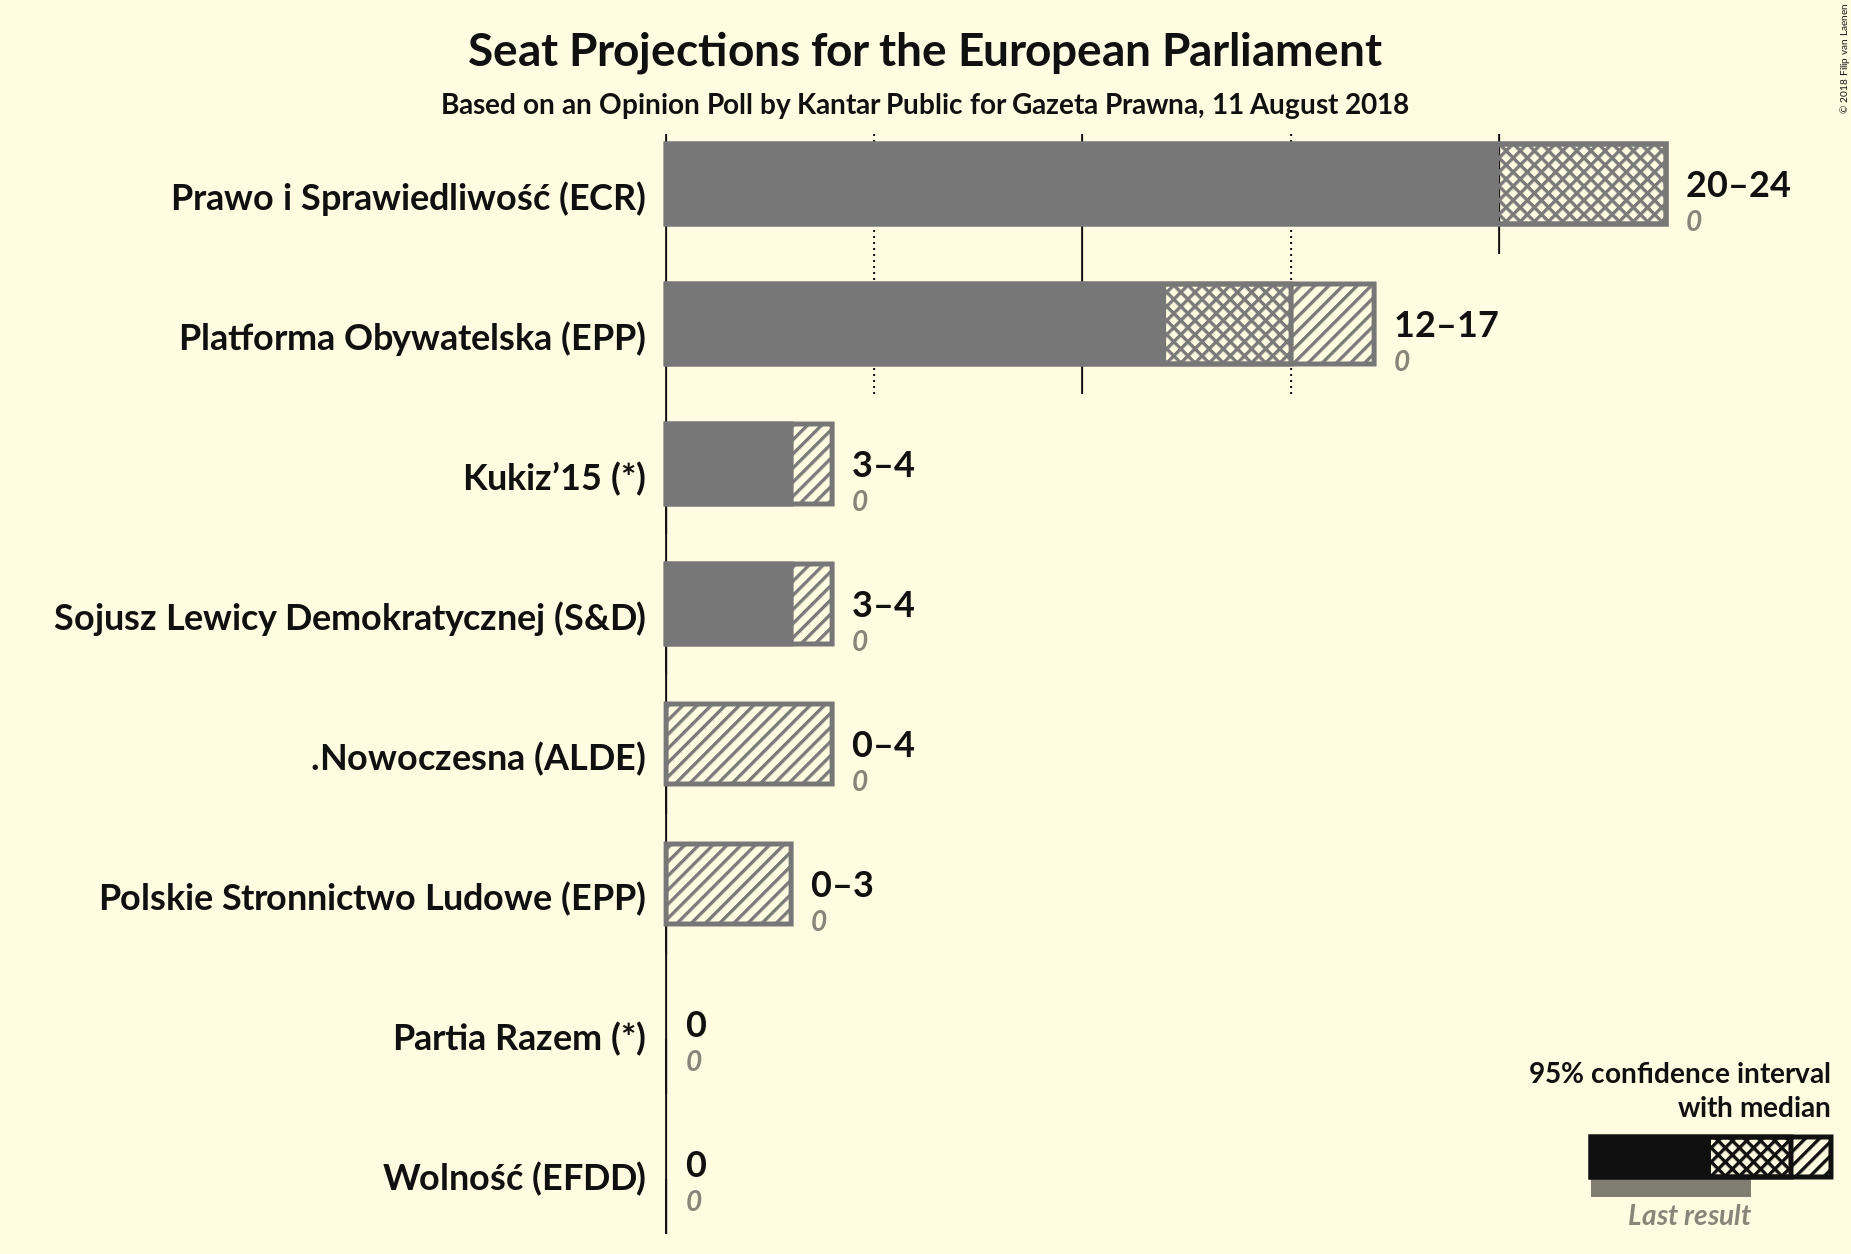 Seat Projections for the European Parliament
Based on an Opinion Poll by Kantar Public for Gazeta Prawna, 11 August 2018
© 2018 Filip van Laenen
Prawo i Sprawiedliwość (ECR)
20–24
0
Platforma Obywatelska (EPP)
12–17
0
Kukiz’15 (*)
3–4
0
Sojusz Lewicy Demokratycznej (S&D)
3–4
0
.Nowoczesna (ALDE)
0–4
0
Polskie Stronnictwo Ludowe (EPP)
0–3
0
Partia Razem (*)
0
0
Wolność (EFDD)
0
0
95% confidence interval
with median
Last result